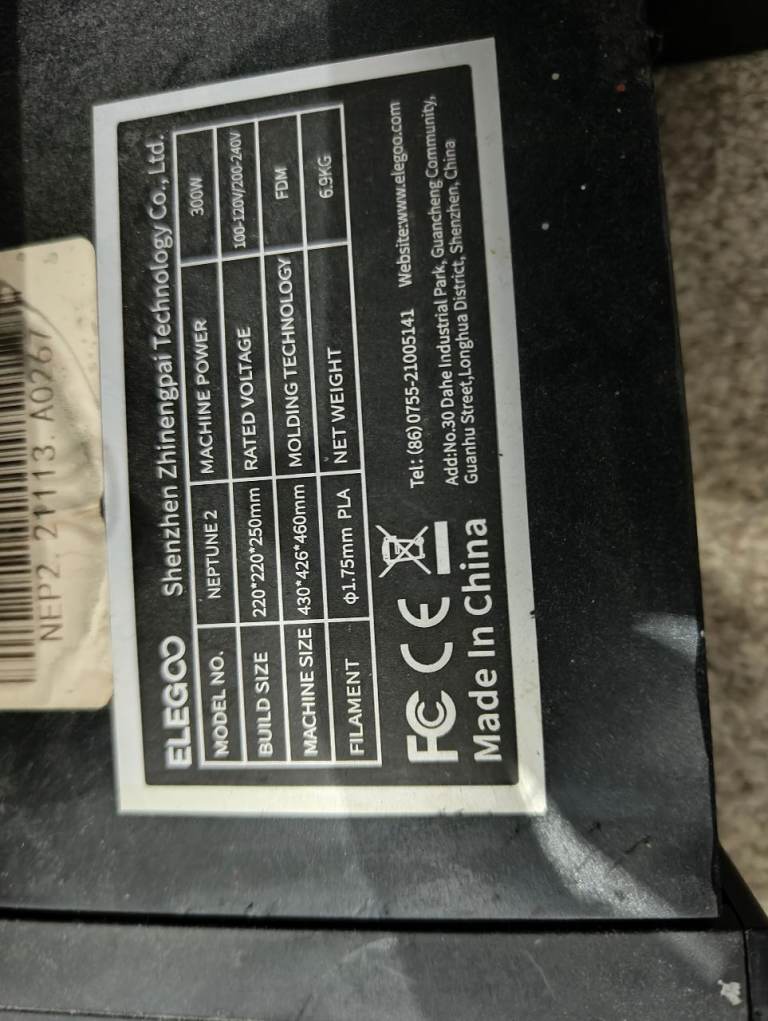 NEP2. 21113. A0267
ELEGOO Shenzhen Zhinengpai Technology Co., Ltd.
MODEL NO. NEPTUNE 2 MACHINE POWER 300W
BUILD SIZE 220*220*250mm RATED VOLTAGE 100-120V/200-240V
MACHINE SIZE 430*426*460mm MOLDING TECHNOLOGY FDM
FILAMENT φ1.75mm PLA NET WEIGHT 6.9KG
FC CE
Made In China
Tel: (86) 0755-21005141 Website:www.elegoo.com
Add:No.30 Dahe Industrial Park, Guancheng Community,
Guanhu Street,Longhua District, Shenzhen, China